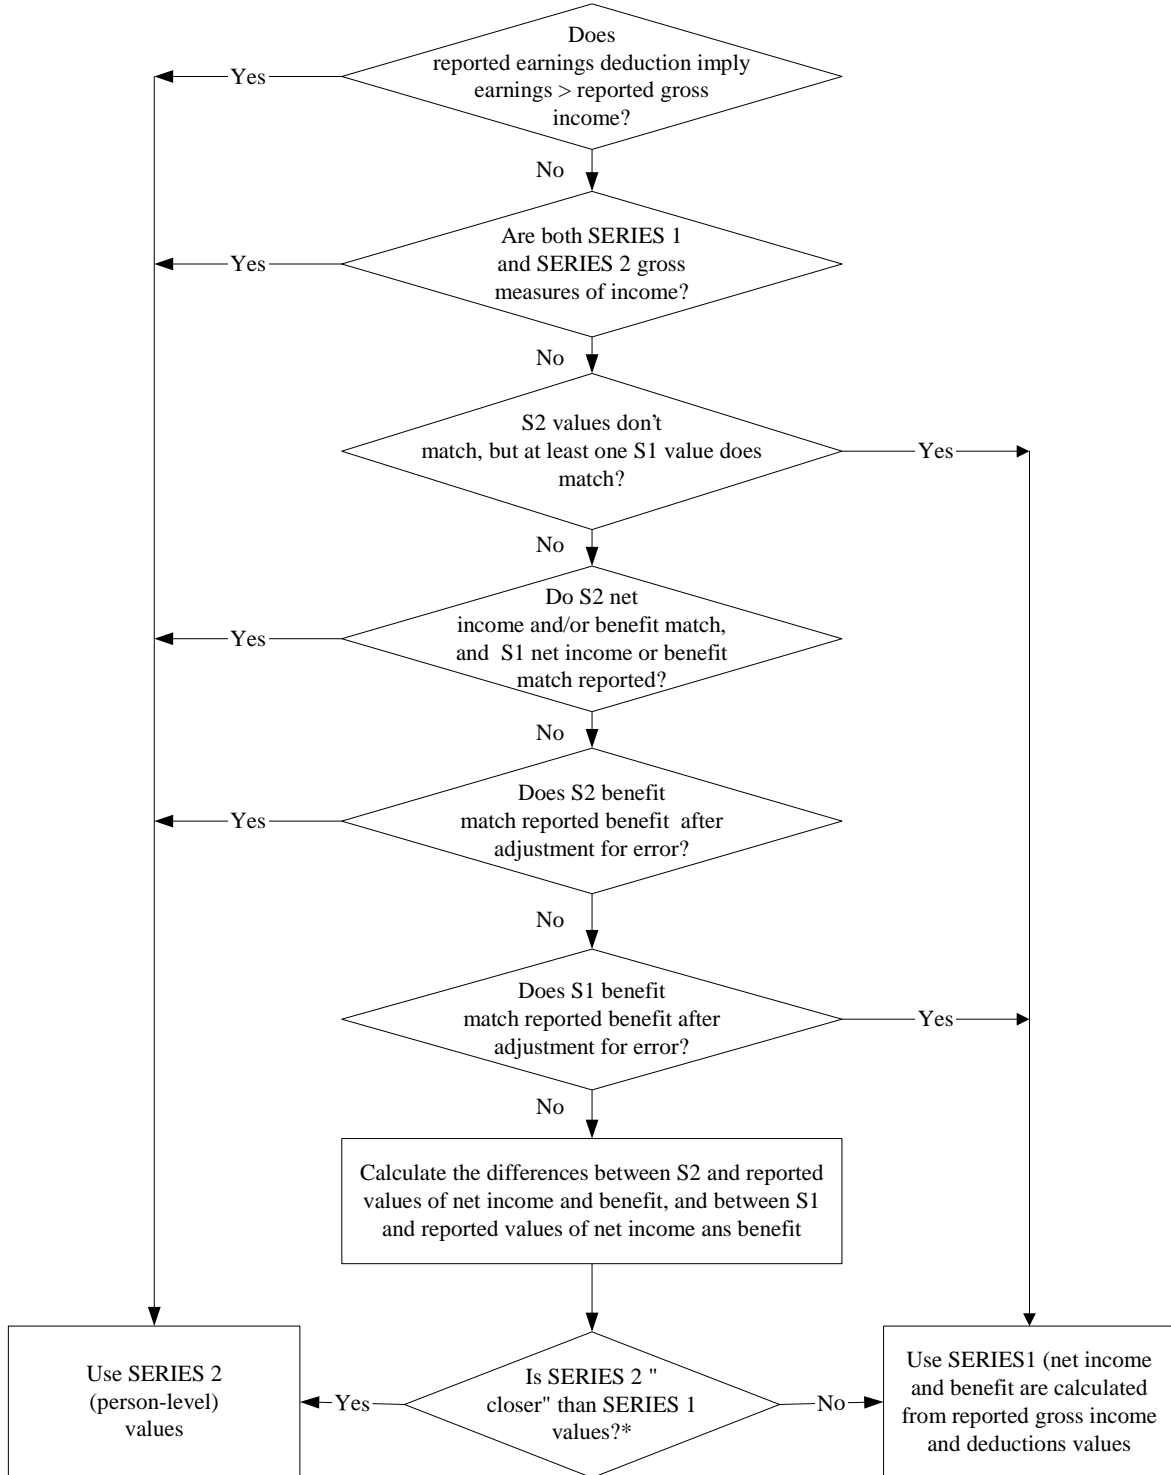 Does
reported earnings deduction imply
earnings > reported gross
income?
Yes
No
Are both SERIES 1
and SERIES 2 gross
measures of income?
Yes
No
S2 values don't
match, but at least one S1 value does
match?
Yes
No
Do S2 net
income and/or benefit match,
and S1 net income or benefit
match reported?
Yes
No
Does S2 benefit
match reported benefit after
adjustment for error?
Yes
No
Does S1 benefit
match reported benefit after
adjustment for error?
Yes
No
Calculate the differences between S2 and reported
values of net income and benefit, and between S1
and reported values of net income ans benefit
Use SERIES 2
(person-level)
values
Yes
Is SERIES 2 "
closer" than SERIES 1
values?*
No
Use SERIES1 (net income
and benefit are calculated
from reported gross income
and deductions values